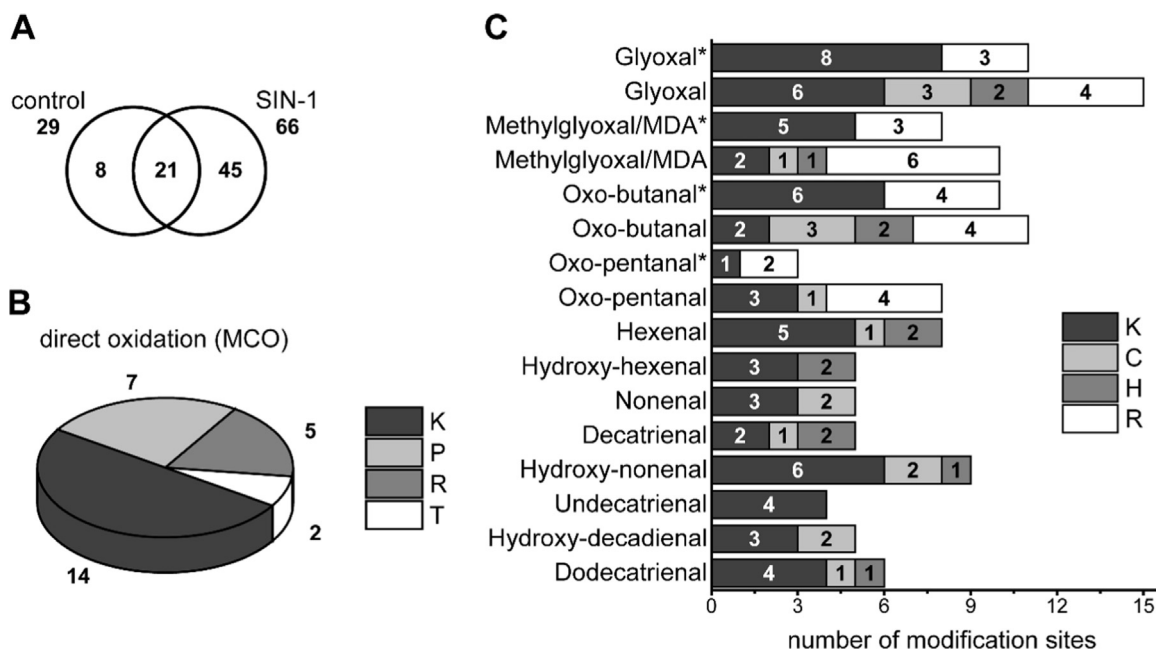 A
control
29
SIN-1
66
8 21 45
B
direct oxidation (MCO)
7
5
2
14
K
P
R
T
C
Glyoxal* 8 3
Glyoxal 6 3 2 4
Methylglyoxal/MDA* 5 3
Methylglyoxal/MDA 2 1 1 6
Oxo-butanal* 6 4
Oxo-butanal 2 3 2 4
Oxo-pentanal* 1 2
Oxo-pentanal 3 1 4
Hexenal 5 1 2
Hydroxy-hexenal 3 2
Nonenal 3 2
Decatrienal 2 1 2
Hydroxy-nonenal 6 2 1
Undecatrienal 4
Hydroxy-decadienal 3 2
Dodecatrienal 4 1 1
K
C
H
R
0 3 6 9 12 15
number of modification sites